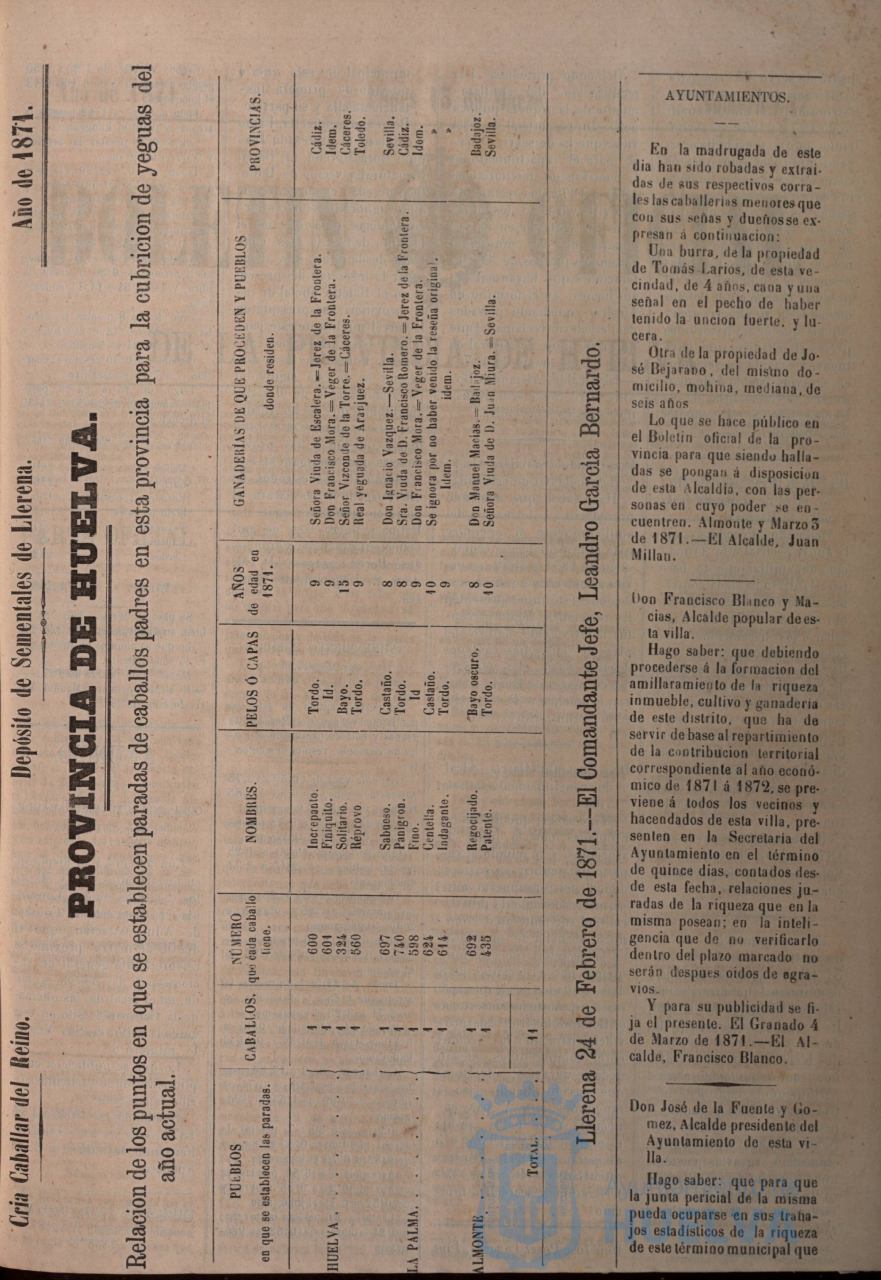 Cria Caballar del Reino.
Depósito de Sementales de Llerena.
Año de 1871.
PROVINCIA DE HUELVA.
Relacion de los puntos en que se establecen paradas de caballos padres en esta provincia para la cubricion de yeguas del
año actual.
PUEBLOS en que se establecen las paradas. CABALLOS. NÚMERO que cada caballo tiene. NOMBRES. PELOS Ó CAPAS AÑOS de edad en 1871. GANADERÍAS DE QUE PROCEDEN Y PUEBLOS donde residen. PROVINCIAS.
HUELVA
1 600 Increpanto. Tordo. 9 Señora Viuda de Escalera.=Jerez de la Frontera. Cádiz.
1 601 Finiquito. Id. 9 Don Francisco Mora.=Veger de la Frontera. Idem.
1 324 Solitario. Bayo. 15 Señor Vizconde de la Torre.=Cáceres. Cáceres.
1 560 Réprovo Tordo. 9 Real yeguada de Aranjuez. Toledo.
LA PALMA.
1 697 Sabueso. Castaño. 8 Don Ignacio Vazquez.—Sevilla. Sevilla.
1 740 Panigron. Tordo. 8 Sra. Viuda de D. Francisco Romero.=Jerez de la Frontera. Cádiz.
1 598 Fino. Id 9 Don Francisco Mora.=Veger de la Frontera. Idem.
1 624 Centella. Castaño. 10 Se ignora por no haber venido la reseña original. »
1 614 Indagante. Tordo. 9 Idem. idem. »
ALMONTE
1 692 Regocijado. Bayo oscuro. 8 Don Manuel Macias.=Badajoz. Badajoz.
1 435 Patente. Tordo. 10 Señora Viuda de D. Juan Miura.=Sevilla. Sevilla.
TOTAL. 11
Llerena 24 de Febrero de 1871.—El Comandante Jefe, Leandro García Bernardo.
AYUNTAMIENTOS.
En la madrugada de este
dia han sido robadas y extrai-
das de sus respectivos corra-
les las caballerías menores que
con sus señas y dueños se ex-
presan á continuacion:
Una burra, de la propiedad
de Tomás Larios, de esta ve-
cindad, de 4 años, cana y una
señal en el pecho de haber
tenido la uncion fuerte, y lu-
cera.
Otra de la propiedad de Jo-
sé Bejarano, del mismo do-
micilio, mohina, mediana, de
seis años
Lo que se hace público en
el Boletin oficial de la pro-
vincia para que siendo halla-
das se pongan á disposicion
de esta Alcaldía, con las per-
sonas en cuyo poder se en-
cuentren. Almonte y Marzo 3
de 1871.—El Alcalde, Juan
Millan.
Don Francisco Blanco y Ma-
cias, Alcalde popular de es-
ta villa.
Hago saber: que debiendo
procederse á la formacion del
amillaramiento de la riqueza
inmueble, cultivo y ganadería
de este distrito, que ha de
servir de base al repartimiento
de la contribucion territorial
correspondiente al año econó-
mico de 1871 á 1872, se pre-
viene á todos los vecinos y
hacendados de esta villa, pre-
senten en la Secretaría del
Ayuntamiento en el término
de quince dias, contados des-
de esta fecha, relaciones ju-
radas de la riqueza que en la
misma posean; en la inteli-
gencia que de no verificarlo
dentro del plazo marcado no
serán despues oidos de agra-
vios.
Y para su publicidad se fi-
ja el presente. El Granado 4
de Marzo de 1871.—El Al-
calde, Francisco Blanco.
Don José de la Fuente y Go-
mez, Alcalde presidente del
Ayuntamiento de esta vi-
lla.
Hago saber: que para que
la junta pericial de la misma
pueda ocuparse en sus traba-
jos estadísticos de la riqueza
de este término municipal que